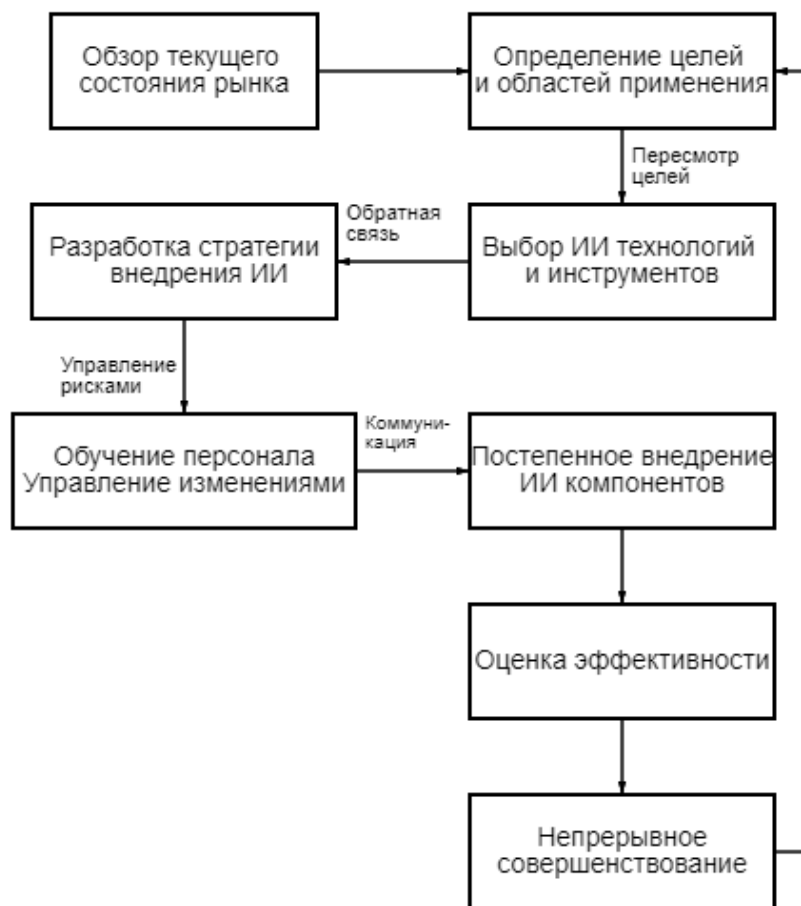 Обзор текущего
состояния рынка
Определение целей
и областей применения
Пересмотр
целей
Обратная
связь
Разработка стратегии
внедрения ИИ
Выбор ИИ технологий
и инструментов
Управление
рисками
Коммуни-
кация
Обучение персонала
Управление изменениями
Постепенное внедрение
ИИ компонентов
Оценка эффективности
Непрерывное
совершенствование